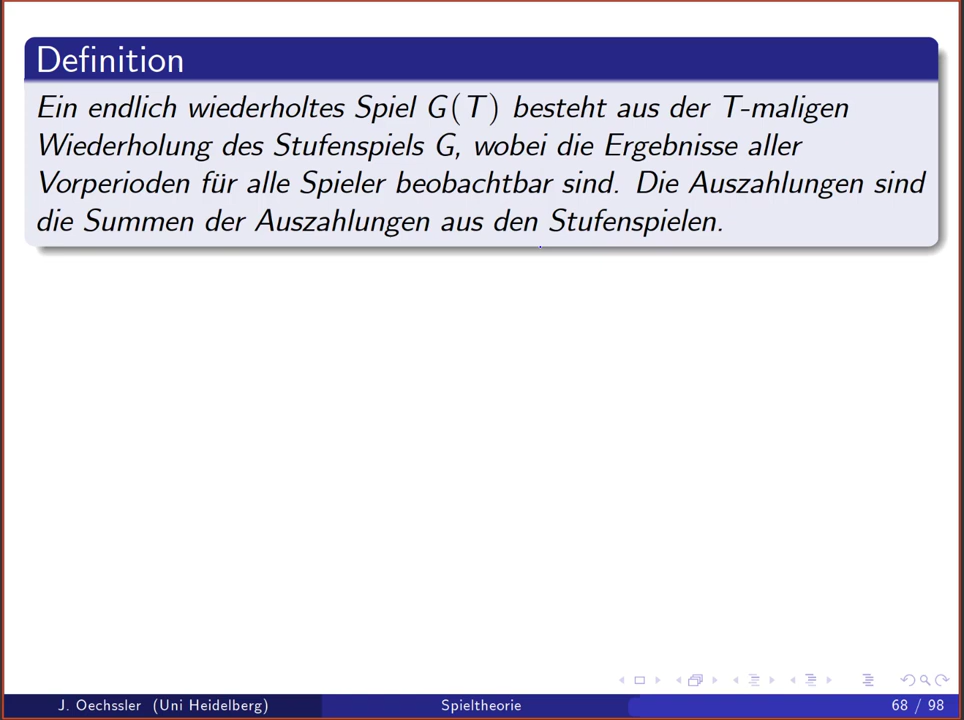 Definition
Ein endlich wiederholtes Spiel G(T) besteht aus der T-maligen
Wiederholung des Stufenspiels G, wobei die Ergebnisse aller
Vorperioden für alle Spieler beobachtbar sind. Die Auszahlungen sind
die Summen der Auszahlungen aus den Stufenspielen.
J. Oechssler (Uni Heidelberg) Spieltheorie 68 / 98